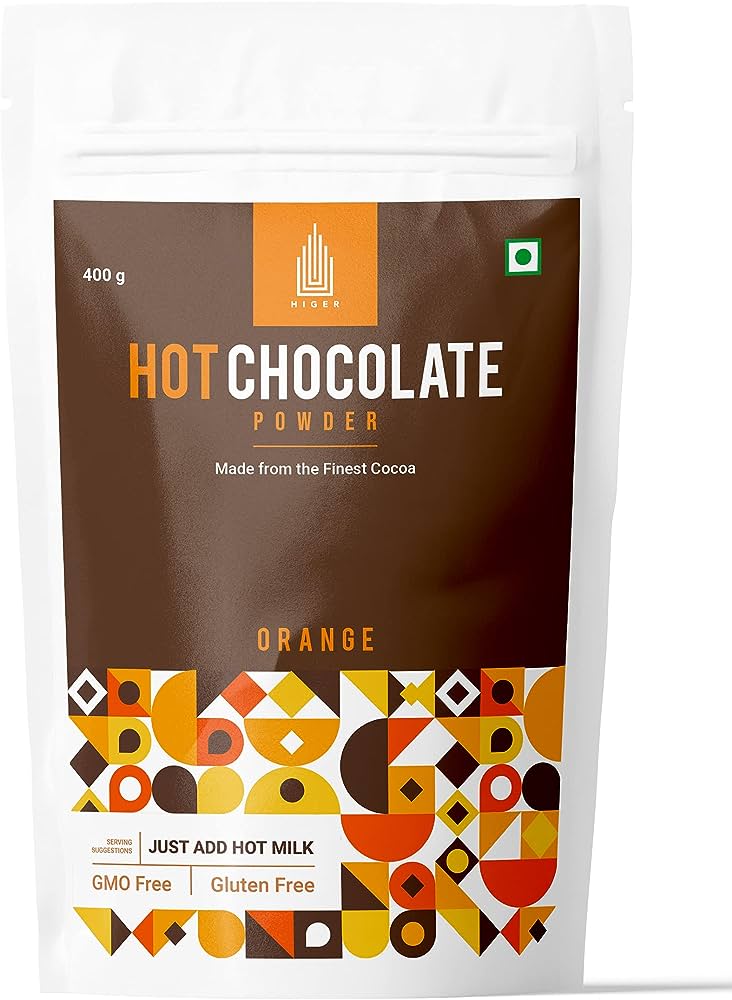 400 g
HIGER
HOT CHOCOLATE
POWDER
Made from the Finest Cocoa
ORANGE
SERVING
SUGGESTIONS
JUST ADD HOT MILK
GMO Free
Gluten Free